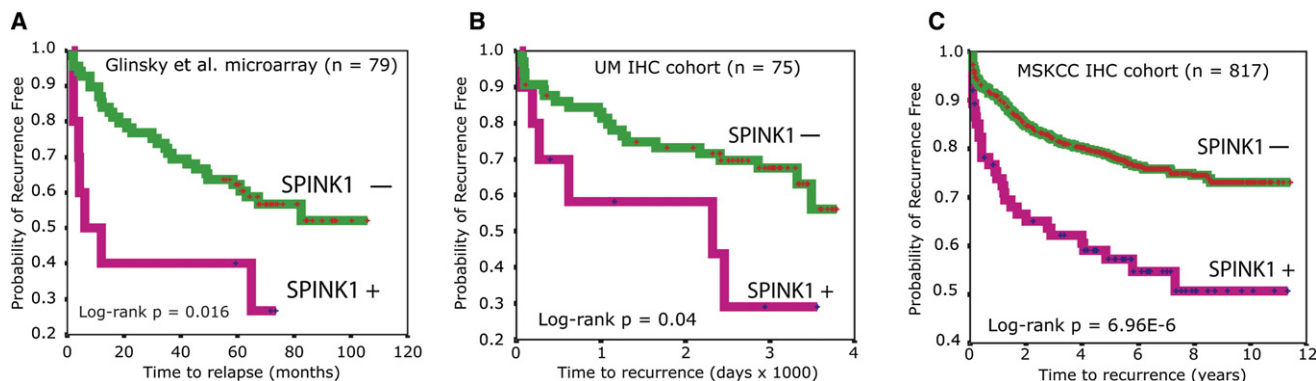 A
Glinsky et al. microarray (n = 79)
SPINK1 —
SPINK1 +
Log-rank p = 0.016
Probability of Recurrence Free
1.0
0.9
0.8
0.7
0.6
0.5
0.4
0.3
0.2
0 20 40 60 80 100 120
Time to relapse (months)
B
UM IHC cohort (n = 75)
SPINK1 —
SPINK1 +
Log-rank p = 0.04
Probability of Recurrence Free
1.0
0.9
0.8
0.7
0.6
0.5
0.4
0.3
0.2
0 1 2 3 4
Time to recurrence (days x 1000)
C
MSKCC IHC cohort (n = 817)
SPINK1 —
SPINK1 +
Log-rank p = 6.96E-6
Probability of Recurrence Free
1.0
0.9
0.8
0.7
0.6
0.5
0.4
0 2 4 6 8 10 12
Time to recurrence (years)